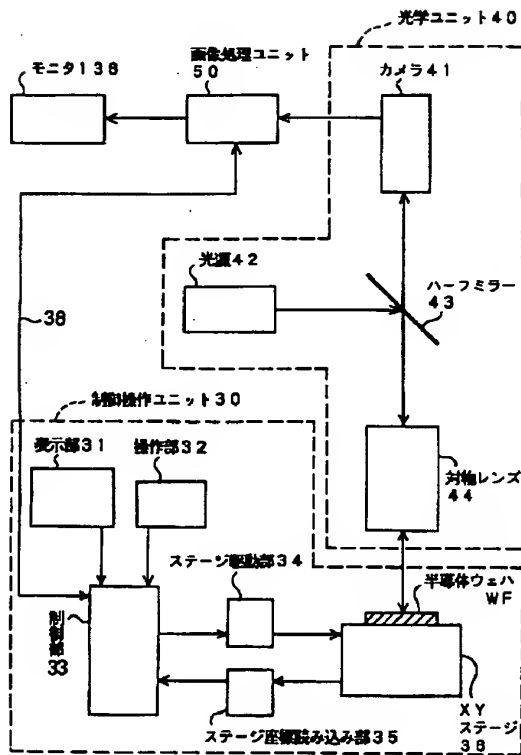 光学ユニット40
画像処理ユニット
50
モニタ138
カメラ41
光源42
ハーフミラー
43
38
制御操作ユニット30
表示部31
操作部32
対物レンズ
44
ステージ駆動部34
半導体ウェハ
WF
制御部
33
ステージ座標読み込み部35
XY
ステージ
36